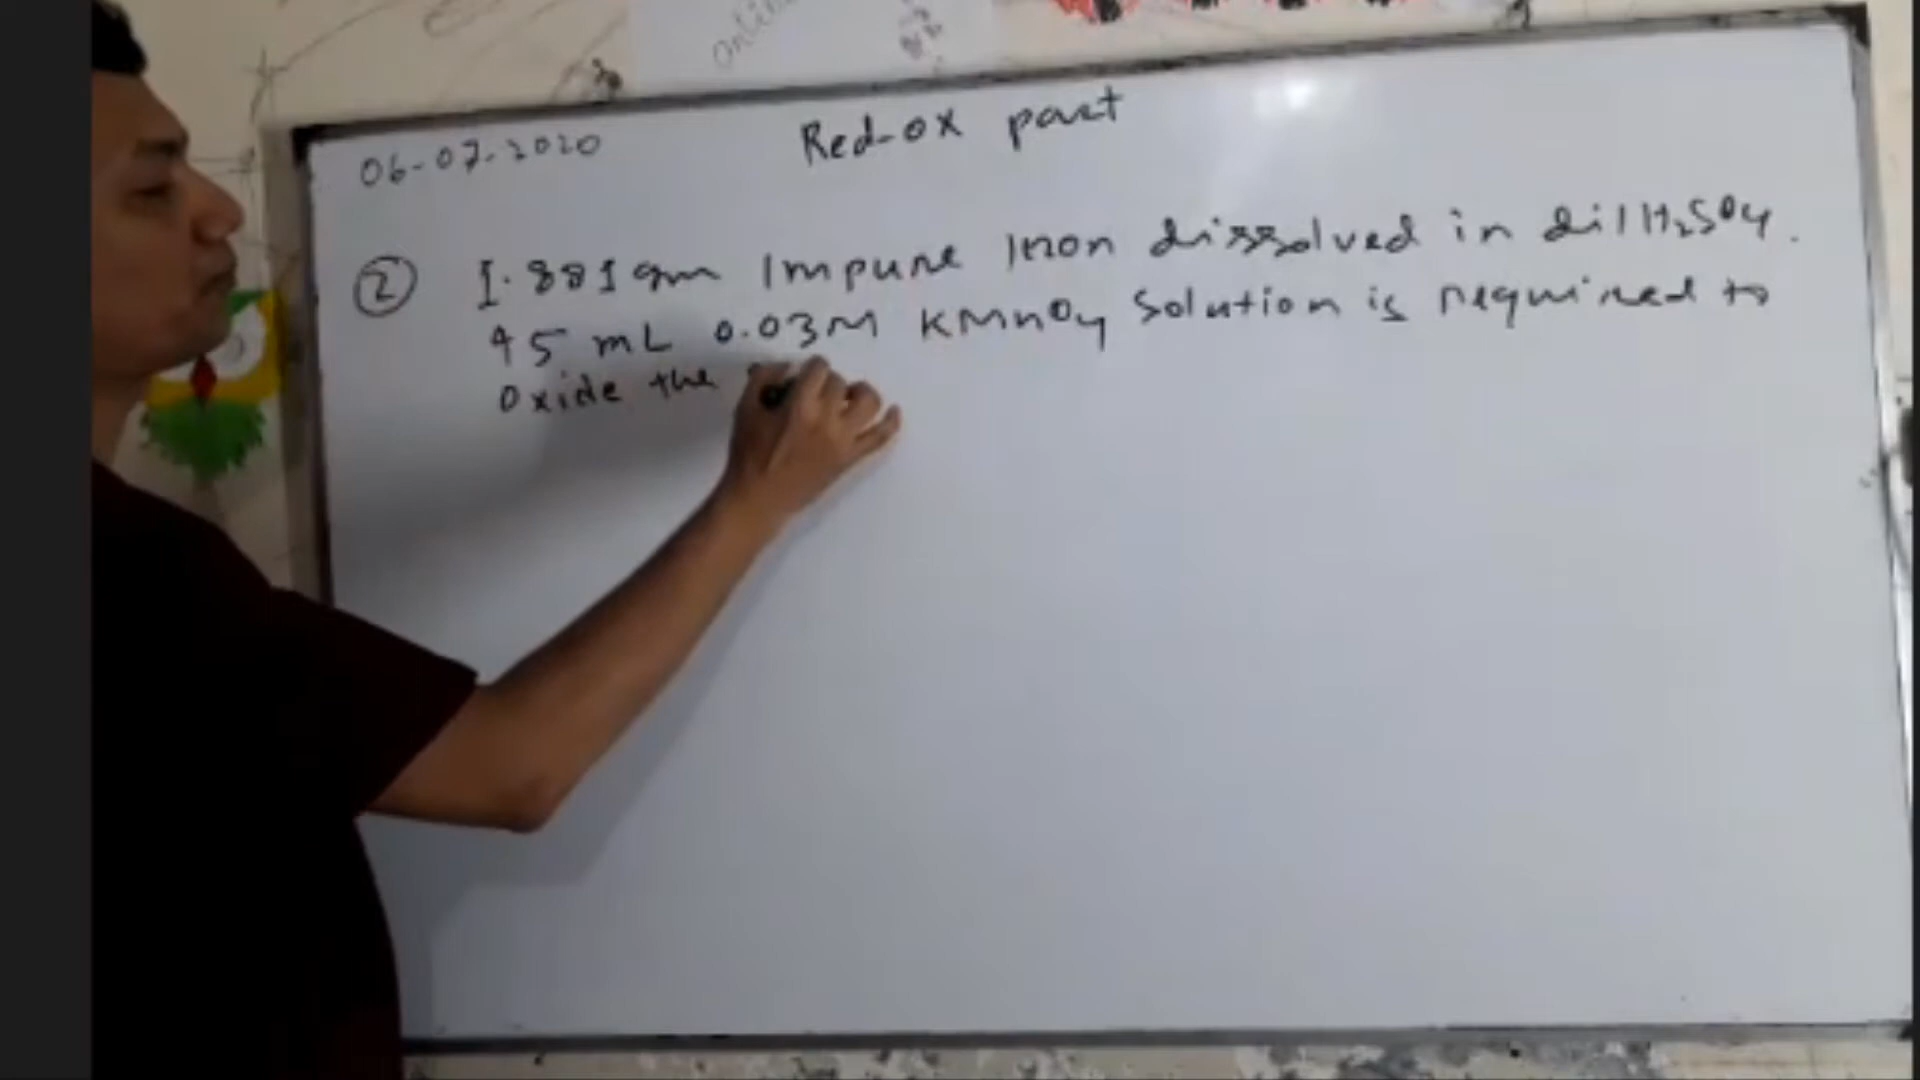 Online
06-07-2020
Red-ox part
② 1.881 gm Impure Iron dissolved in dil H₂SO₄.
45 mL 0.03M KMnO₄ Solution is required to
Oxide the